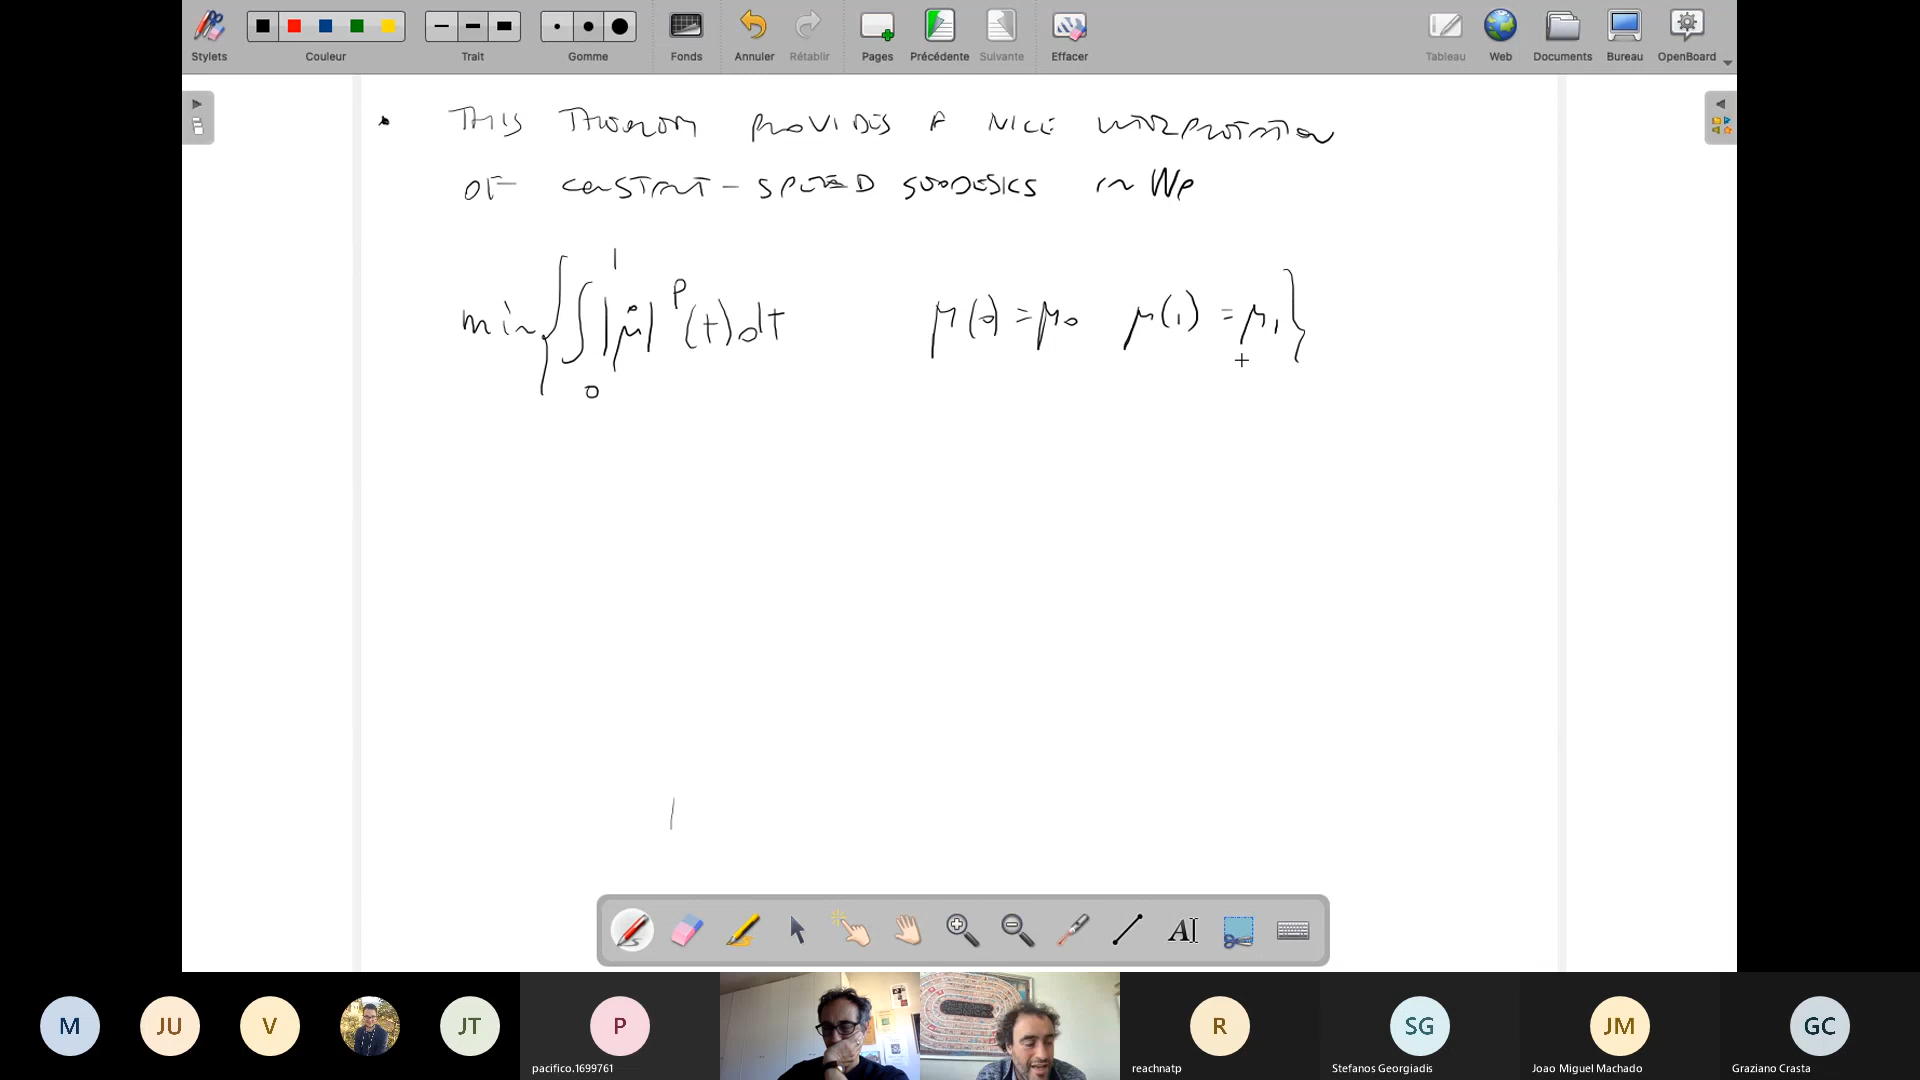 Stylets Couleur Trait Gomme Fonds Annuler Rétablir Pages Précédente Suivante Effacer Tableau Web Documents Bureau OpenBoard
• THIS THEOREM PROVIDES A NICE INTERPRETATION
OF CONSTANT-SPEED GEODESICS in Wp
min { ∫₀¹ |μ̇|^p (t) dt μ(0) = μ₀ μ(1) = μ₁ }
AI
M JU V JT P R SG JM GC
pacifico.1699761 reachnatp Stefanos Georgiadis Joao Miguel Machado Graziano Crasta